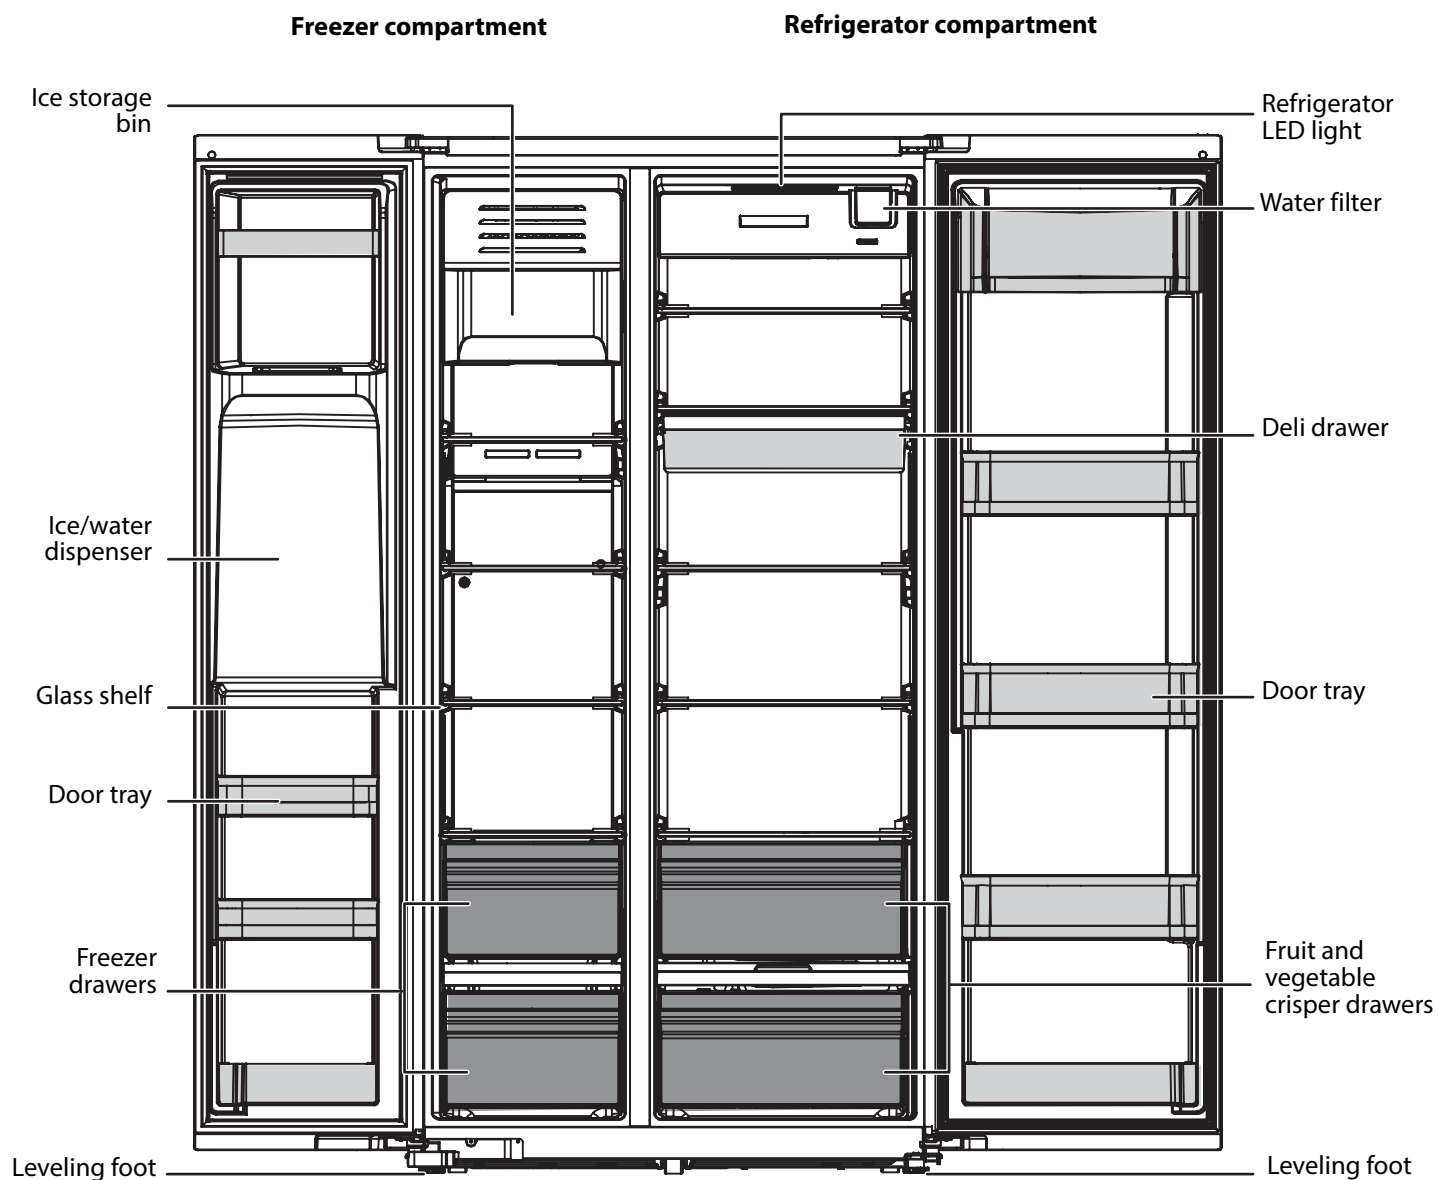 Freezer compartment
Refrigerator compartment
Ice storage
bin
Refrigerator
LED light
Water filter
Deli drawer
Ice/water
dispenser
Glass shelf
Door tray
Door tray
Freezer
drawers
Fruit and
vegetable
crisper drawers
Leveling foot
Leveling foot